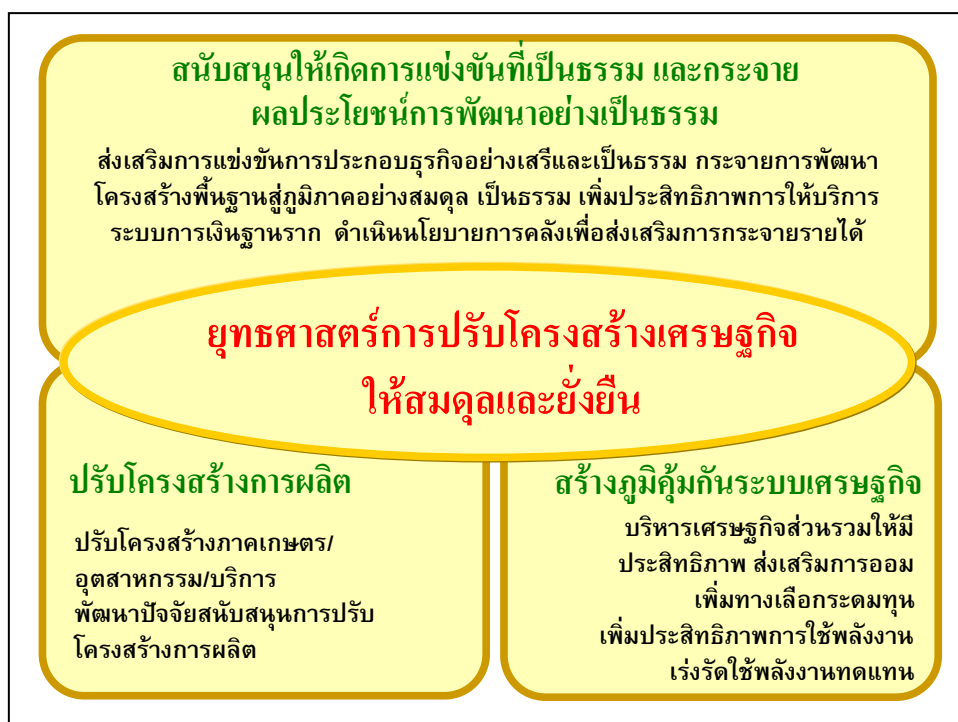 สนับสนุนให้เกิดการแข่งขันที่เป็นธรรม และกระจาย
ผลประโยชน์การพัฒนาอย่างเป็นธรรม
ส่งเสริมการแข่งขันการประกอบธุรกิจอย่างเสรีและเป็นธรรม กระจายการพัฒนา
โครงสร้างพื้นฐานสู่ภูมิภาคอย่างสมดุล เป็นธรรม เพิ่มประสิทธิภาพการให้บริการ
ระบบการเงินฐานราก ดำเนินนโยบายการคลังเพื่อส่งเสริมการกระจายรายได้
ยุทธศาสตร์การปรับโครงสร้างเศรษฐกิจ
ให้สมดุลและยั่งยืน
ปรับโครงสร้างการผลิต
ปรับโครงสร้างภาคเกษตร/
อุตสาหกรรม/บริการ
พัฒนาปัจจัยสนับสนุนการปรับ
โครงสร้างการผลิต
สร้างภูมิคุ้มกันระบบเศรษฐกิจ
บริหารเศรษฐกิจส่วนรวมให้มี
ประสิทธิภาพ ส่งเสริมการออม
เพิ่มทางเลือกระดมทุน
เพิ่มประสิทธิภาพการใช้พลังงาน
เร่งรัดใช้พลังงานทดแทน